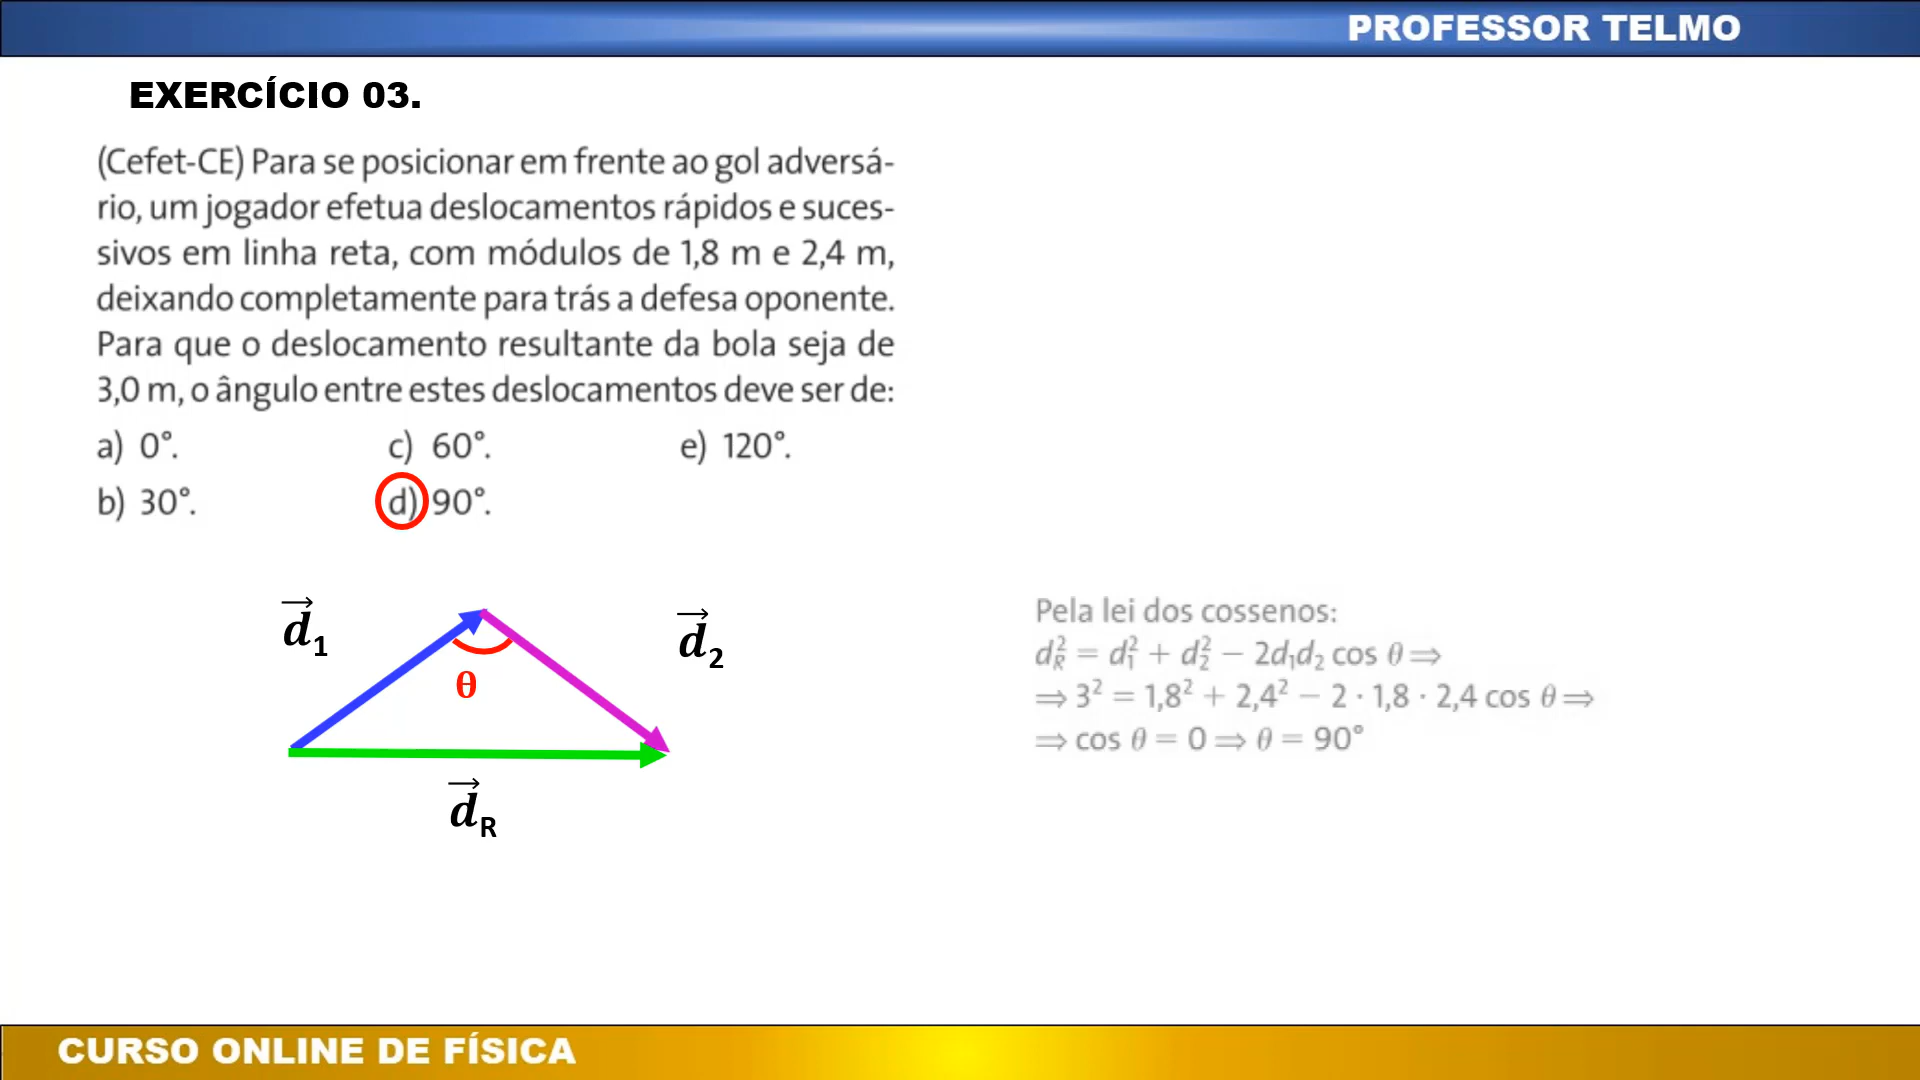 PROFESSOR TELMO
EXERCÍCIO 03.
(Cefet-CE) Para se posicionar em frente ao gol adversá-
rio, um jogador efetua deslocamentos rápidos e suces-
sivos em linha reta, com módulos de 1,8 m e 2,4 m,
deixando completamente para trás a defesa oponente.
Para que o deslocamento resultante da bola seja de
3,0 m, o ângulo entre estes deslocamentos deve ser de:
a) 0°. c) 60°. e) 120°.
b) 30°. d) 90°.
d⃗₁
d⃗₂
θ
d⃗R
Pela lei dos cossenos:
d_R² = d₁² + d₂² − 2d₁d₂ cos θ ⇒
⇒ 3² = 1,8² + 2,4² − 2 · 1,8 · 2,4 cos θ ⇒
⇒ cos θ = 0 ⇒ θ = 90°
CURSO ONLINE DE FÍSICA